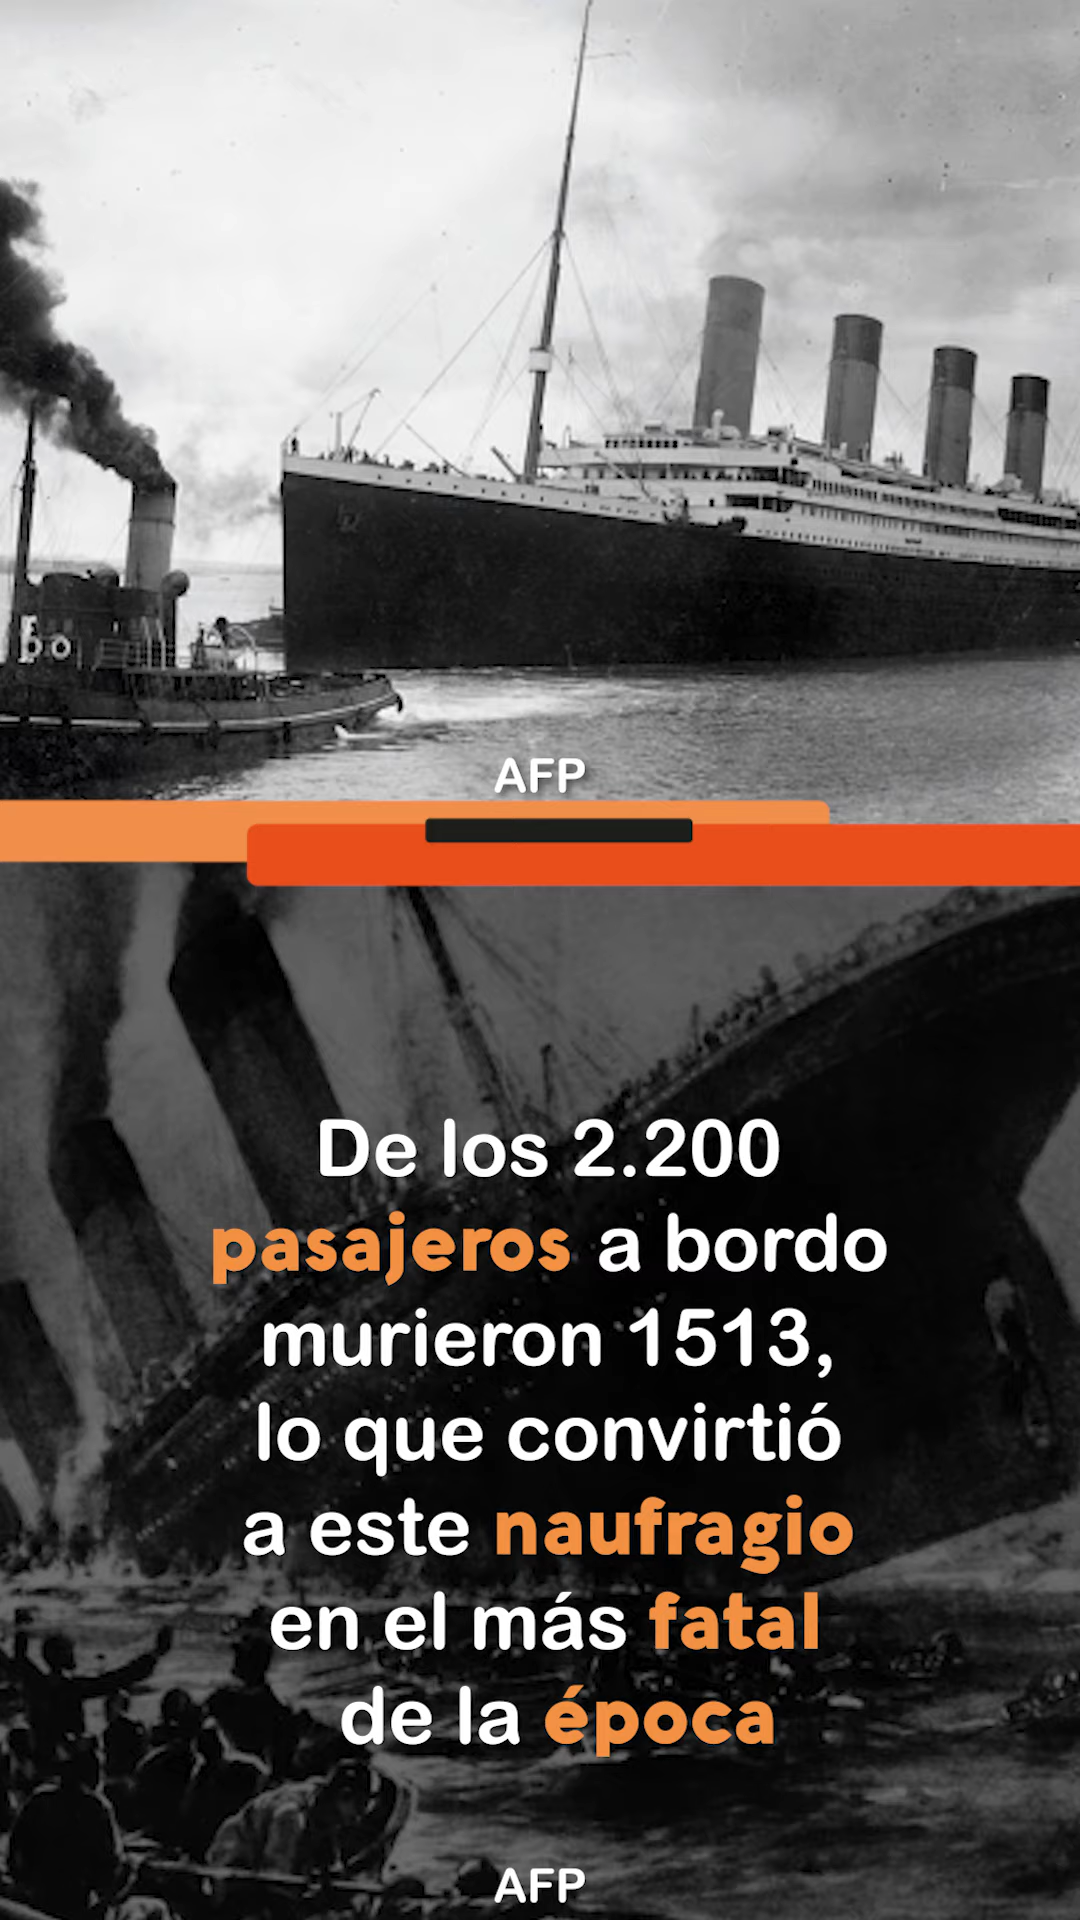 AFP
De los 2.200
pasajeros a bordo
murieron 1513,
lo que convirtió
a este naufragio
en el más fatal
de la época
AFP